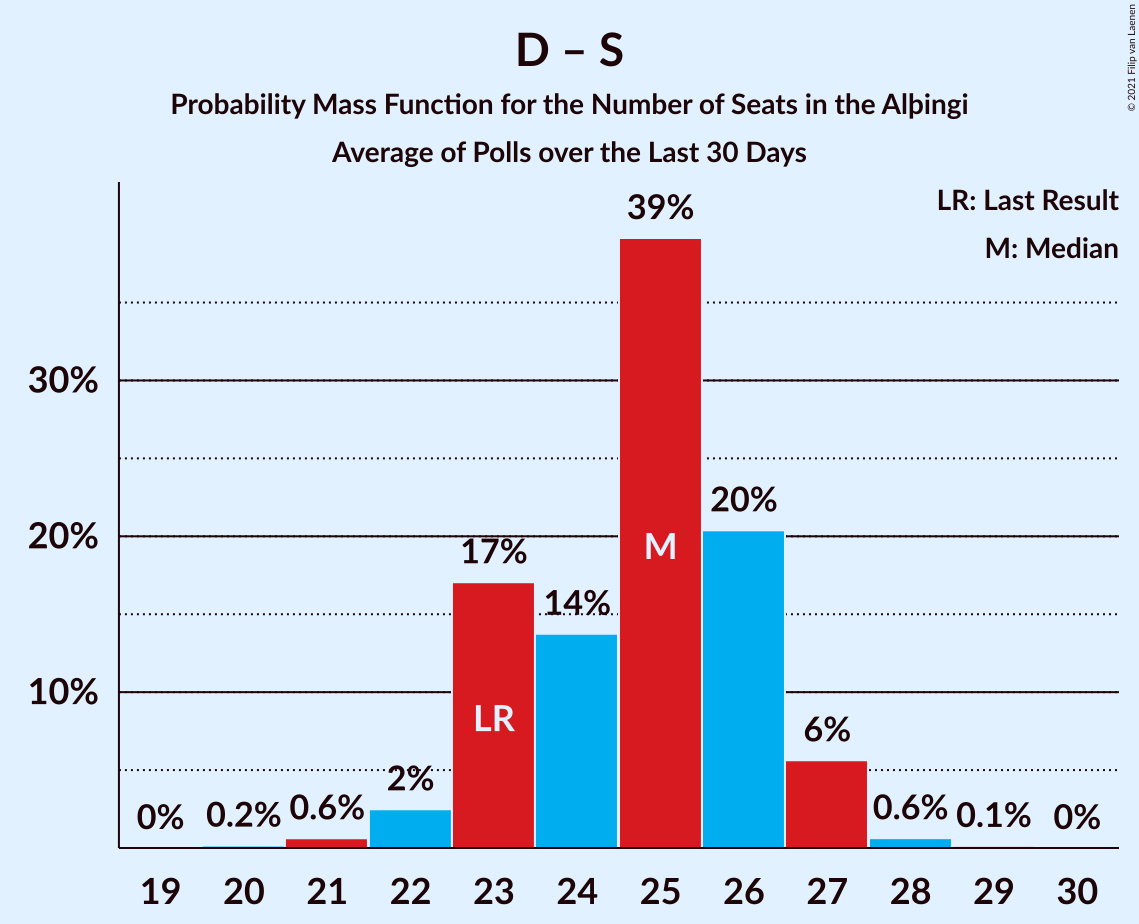 D – S
Probability Mass Function for the Number of Seats in the Alþingi
Average of Polls over the Last 30 Days
© 2021 Filip van Laenen
LR: Last Result
M: Median
30%
20%
10%
0%
0.2%
0.6%
2%
17%
LR
14%
39%
M
20%
6%
0.6%
0.1%
0%
19 20 21 22 23 24 25 26 27 28 29 30